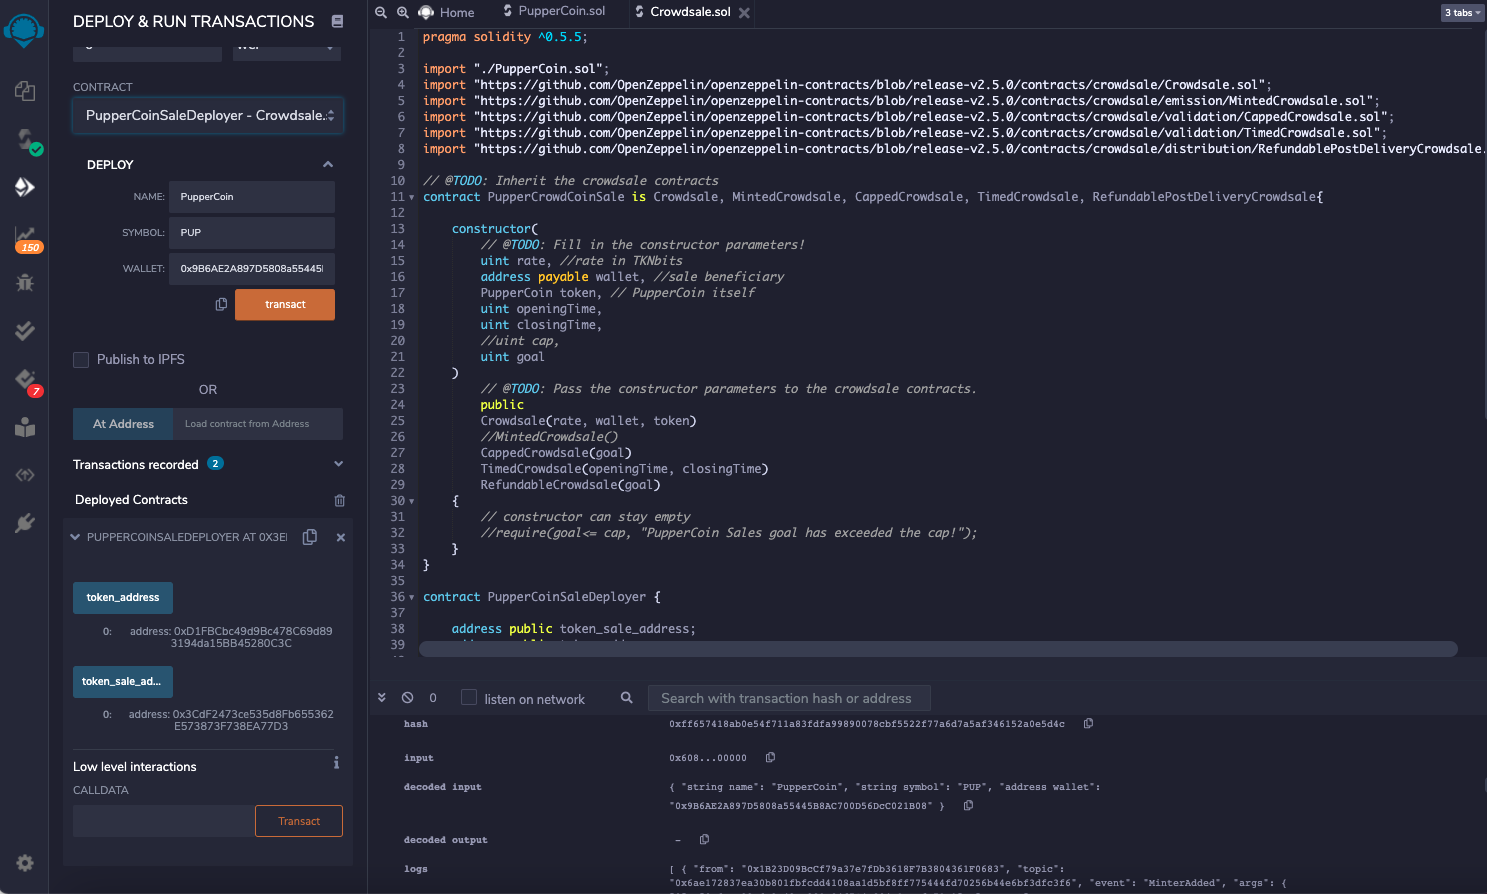 DEPLOY & RUN TRANSACTIONS
CONTRACT
PupperCoinSaleDeployer - Crowdsale.
DEPLOY
NAME: PupperCoin
SYMBOL: PUP
WALLET: 0x9B6AE2A897D5808a55445
transact
Publish to IPFS
OR
At Address Load contract from Address
Transactions recorded 2
Deployed Contracts
PUPPERCOINSALEDEPLOYER AT 0X3E
token_address
0: address: 0xD1FBCbc49d9Bc478C69d89
3194da15BB45280C3C
token_sale_ad...
0: address: 0x3CdF2473ce535d8Fb655362
E573873F738EA77D3
Low level interactions
CALLDATA
Transact
150
7
Home PupperCoin.sol Crowdsale.sol 3 tabs
1 pragma solidity ^0.5.5;
2
3 import "./PupperCoin.sol";
4 import "https://github.com/OpenZeppelin/openzeppelin-contracts/blob/release-v2.5.0/contracts/crowdsale/Crowdsale.sol";
5 import "https://github.com/OpenZeppelin/openzeppelin-contracts/blob/release-v2.5.0/contracts/crowdsale/emission/MintedCrowdsale.sol";
6 import "https://github.com/OpenZeppelin/openzeppelin-contracts/blob/release-v2.5.0/contracts/crowdsale/validation/CappedCrowdsale.sol";
7 import "https://github.com/OpenZeppelin/openzeppelin-contracts/blob/release-v2.5.0/contracts/crowdsale/validation/TimedCrowdsale.sol";
8 import "https://github.com/OpenZeppelin/openzeppelin-contracts/blob/release-v2.5.0/contracts/crowdsale/distribution/RefundablePostDeliveryCrowdsale.
9
10 // @TODO: Inherit the crowdsale contracts
11 contract PupperCrowdCoinSale is Crowdsale, MintedCrowdsale, CappedCrowdsale, TimedCrowdsale, RefundablePostDeliveryCrowdsale{
12
13 constructor(
14 // @TODO: Fill in the constructor parameters!
15 uint rate, //rate in TKNbits
16 address payable wallet, //sale beneficiary
17 PupperCoin token, // PupperCoin itself
18 uint openingTime,
19 uint closingTime,
20 //uint cap,
21 uint goal
22 )
23 // @TODO: Pass the constructor parameters to the crowdsale contracts.
24 public
25 Crowdsale(rate, wallet, token)
26 //MintedCrowdsale()
27 CappedCrowdsale(goal)
28 TimedCrowdsale(openingTime, closingTime)
29 RefundableCrowdsale(goal)
30 {
31 // constructor can stay empty
32 //require(goal<= cap, "PupperCoin Sales goal has exceeded the cap!");
33 }
34 }
35
36 contract PupperCoinSaleDeployer {
37
38 address public token_sale_address;
39
0 listen on network Search with transaction hash or address
hash 0xff657418ab0e54f711a83fdfa99890078cbf5522f77a6d7a5af346152a0e5d4c
input 0x608...00000
decoded input { "string name": "PupperCoin", "string symbol": "PUP", "address wallet":
"0x9B6AE2A897D5808a55445B8AC700D56DcC021B08" }
decoded output -
logs [ { "from": "0x1B23D09BcCf79a37e7fDb3618F7B3804361F0683", "topic":
"0x6ae172837ea30b801fbfcdd4108aa1d5bf8ff775444fd70256b44e6bf3dfc3f6", "event": "MinterAdded", "args": {